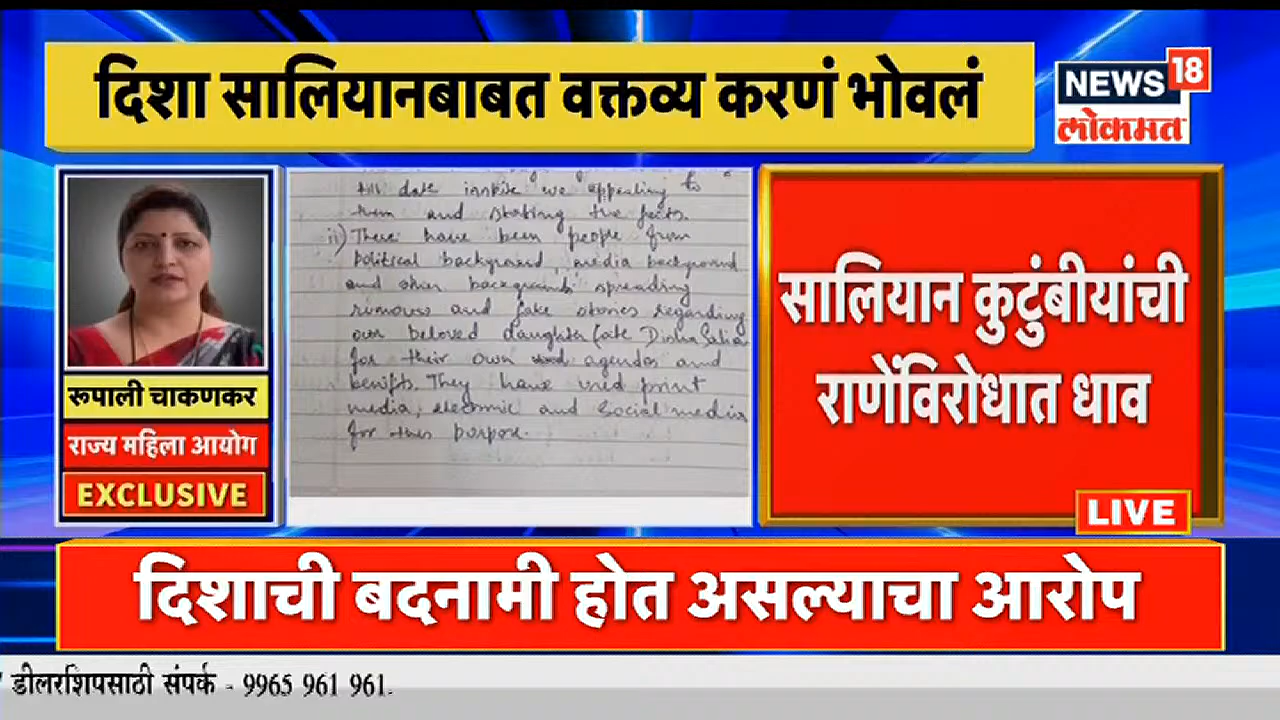 दिशा सालियानबाबत वक्तव्य करणं भोवलं
NEWS 18
लोकमत
till date inspite we appealing to
them and stating the facts.
ii) There have been people from
political background, media background
and other backgrounds spreading
rumours and fake stories regarding
our beloved daughter Late Disha Salian
for their own agendas and
benifts. They have used print
media, electronic and social media
for this purpose.
सालियान कुटुंबीयांची
राणेंविरोधात धाव
LIVE
रूपाली चाकणकर
राज्य महिला आयोग
EXCLUSIVE
दिशाची बदनामी होत असल्याचा आरोप
डीलरशिपसाठी संपर्क - 9965 961 961.